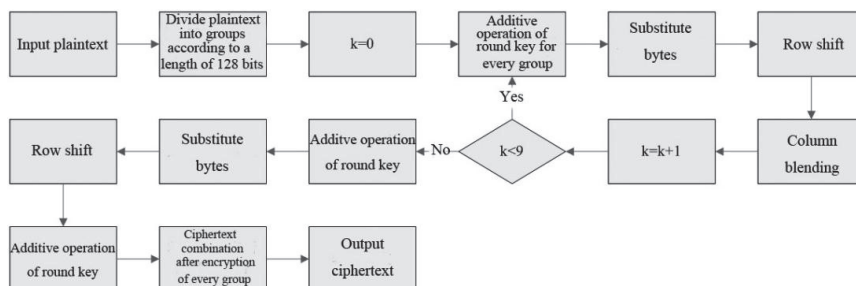 Input plaintext
Divide plaintext
into groups
according to a
length of 128 bits
k=0
Additive
operation of
round key for
every group
Substitute
bytes
Row shift
Yes
Row shift
Substitute
bytes
Additve operation
of round key
No
k<9
k=k+1
Column
blending
Additive operation
of round key
Ciphertext
combination
after encryption
of every group
Output
ciphertext